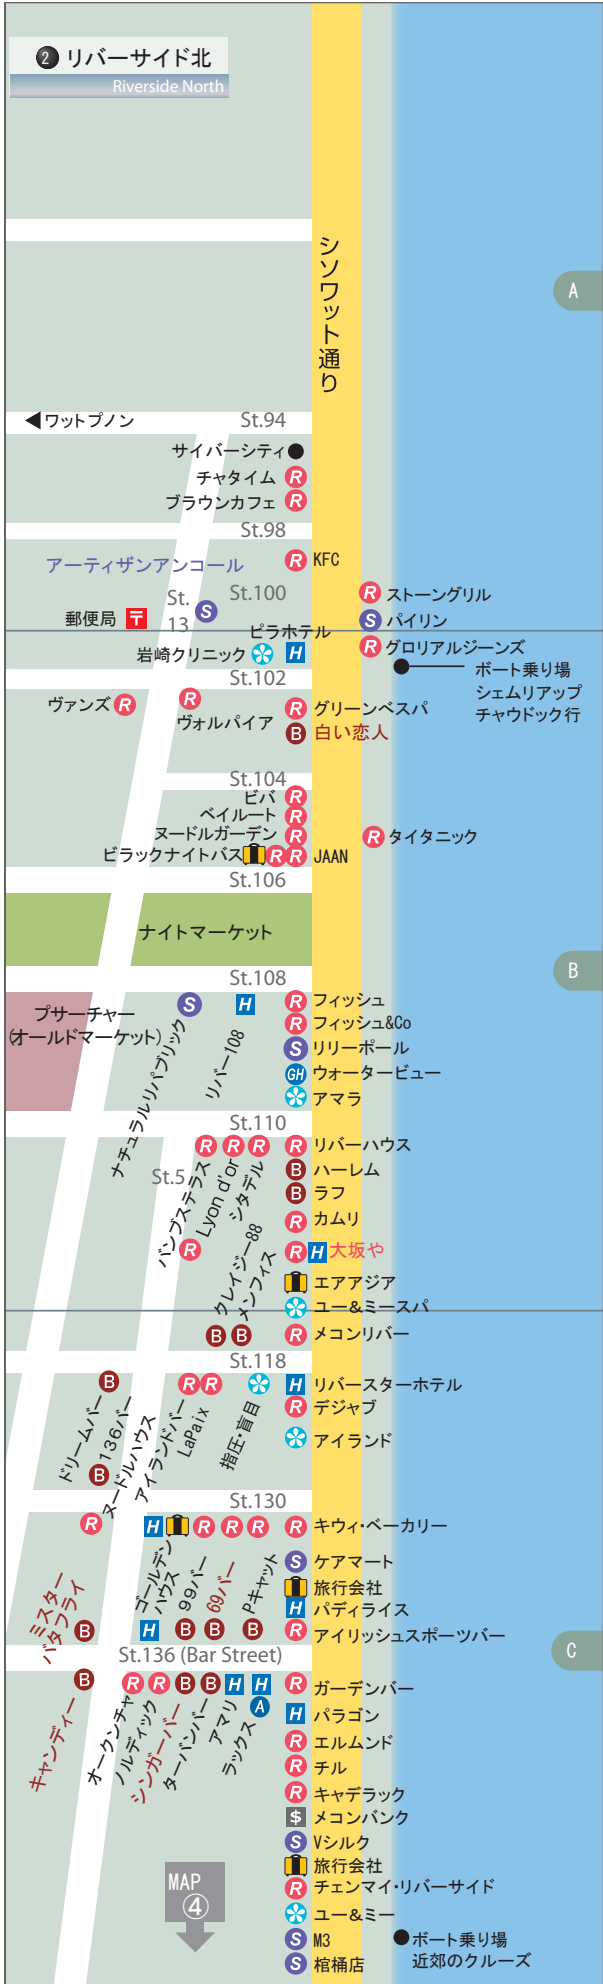 2 リバーサイド北
Riverside North
シソワット通り
A
◀ワットプノン
St.94
サイバーシティ
チャタイム R
ブラウンカフェ R
St.98
アーティザンアンコール
R KFC
St.100
St.
13
S
R ストーングリル
郵便局 〒
S パイリン
ピラホテル
H
岩崎クリニック
R グロリアルジーンズ
ボート乗り場
シェムリアップ
チャウドック行
St.102
ヴァンズ R
R
ヴォルパイア
R グリーンベスパ
B 白い恋人
St.104
ビバ R
ベイルート R
ヌードルガーデン R
R タイタニック
ビラックナイトバス R R JAAN
St.106
ナイトマーケット
B
St.108
プサーチャー
(オールドマーケット)
S
ナチュラルリパブリック
H
リバー108
R フィッシュ
R フィッシュ&Co
S リリーポール
GH ウォータービュー
アマラ
St.110
St.5
R R R
バンブステラス
Lyon d'or
シタデル
R
R リバーハウス
B ハーレム
B ラフ
R カムリ
R H 大坂や
エアアジア
ユー&ミースパ
クレイジー88
メンフィス
B B
R メコンリバー
St.118
B
ドリームバー
136バー
B
ヌードルハウス
R
R R
アイランドバー
LaPaix
指圧・盲目
H リバースターホテル
R デジャブ
アイランド
St.130
H R R R
R キウィ・ベーカリー
S ケアマート
旅行会社
H パディライス
R アイリッシュスポーツバー
ミスター
バタフライ
B
ゴールデン
ハウス
H
99バー
B
69バー
B
Pキャット
B
St.136 (Bar Street)
C
B
キャンディー
R R B B H H
A
オークンチャ
ノルディック
シンガーバー
ターバンバー
アマリ
ラックス
R ガーデンバー
H パラゴン
R エルムンド
R チル
R キャデラック
$ メコンバンク
S Vシルク
旅行会社
R チェンマイ・リバーサイド
ユー&ミー
S M3
S 棺桶店
MAP
④
ボート乗り場
近郊のクルーズ